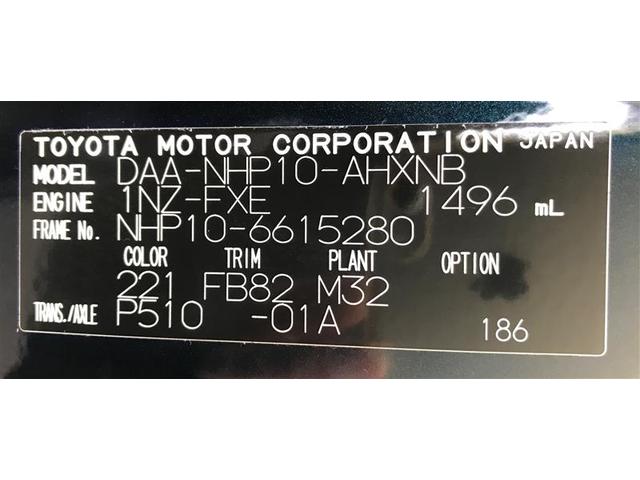 TOYOTA MOTOR CORPORATION JAPAN
MODEL DAA-NHP10-AHXNB
ENGINE 1NZ-FXE 1496 mL
FRAME No. NHP10-6615280
COLOR TRIM PLANT OPTION
221 FB82 M32
TRANS./AXLE P510 -01A 186